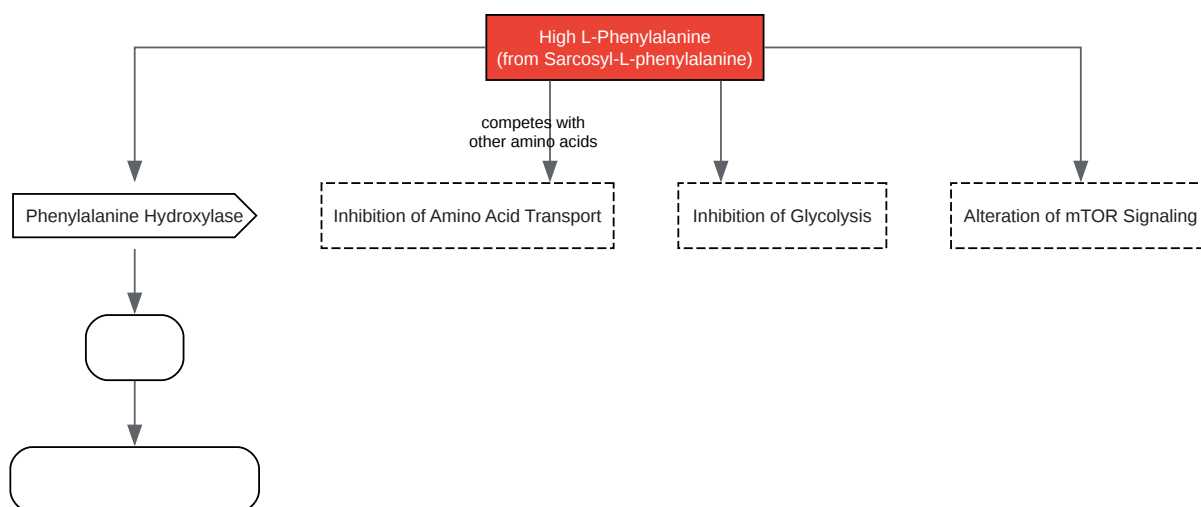 High L-Phenylalanine
(from Sarcosyl-L-phenylalanine)
competes with
other amino acids
Phenylalanine Hydroxylase
Inhibition of Amino Acid Transport
Inhibition of Glycolysis
Alteration of mTOR Signaling